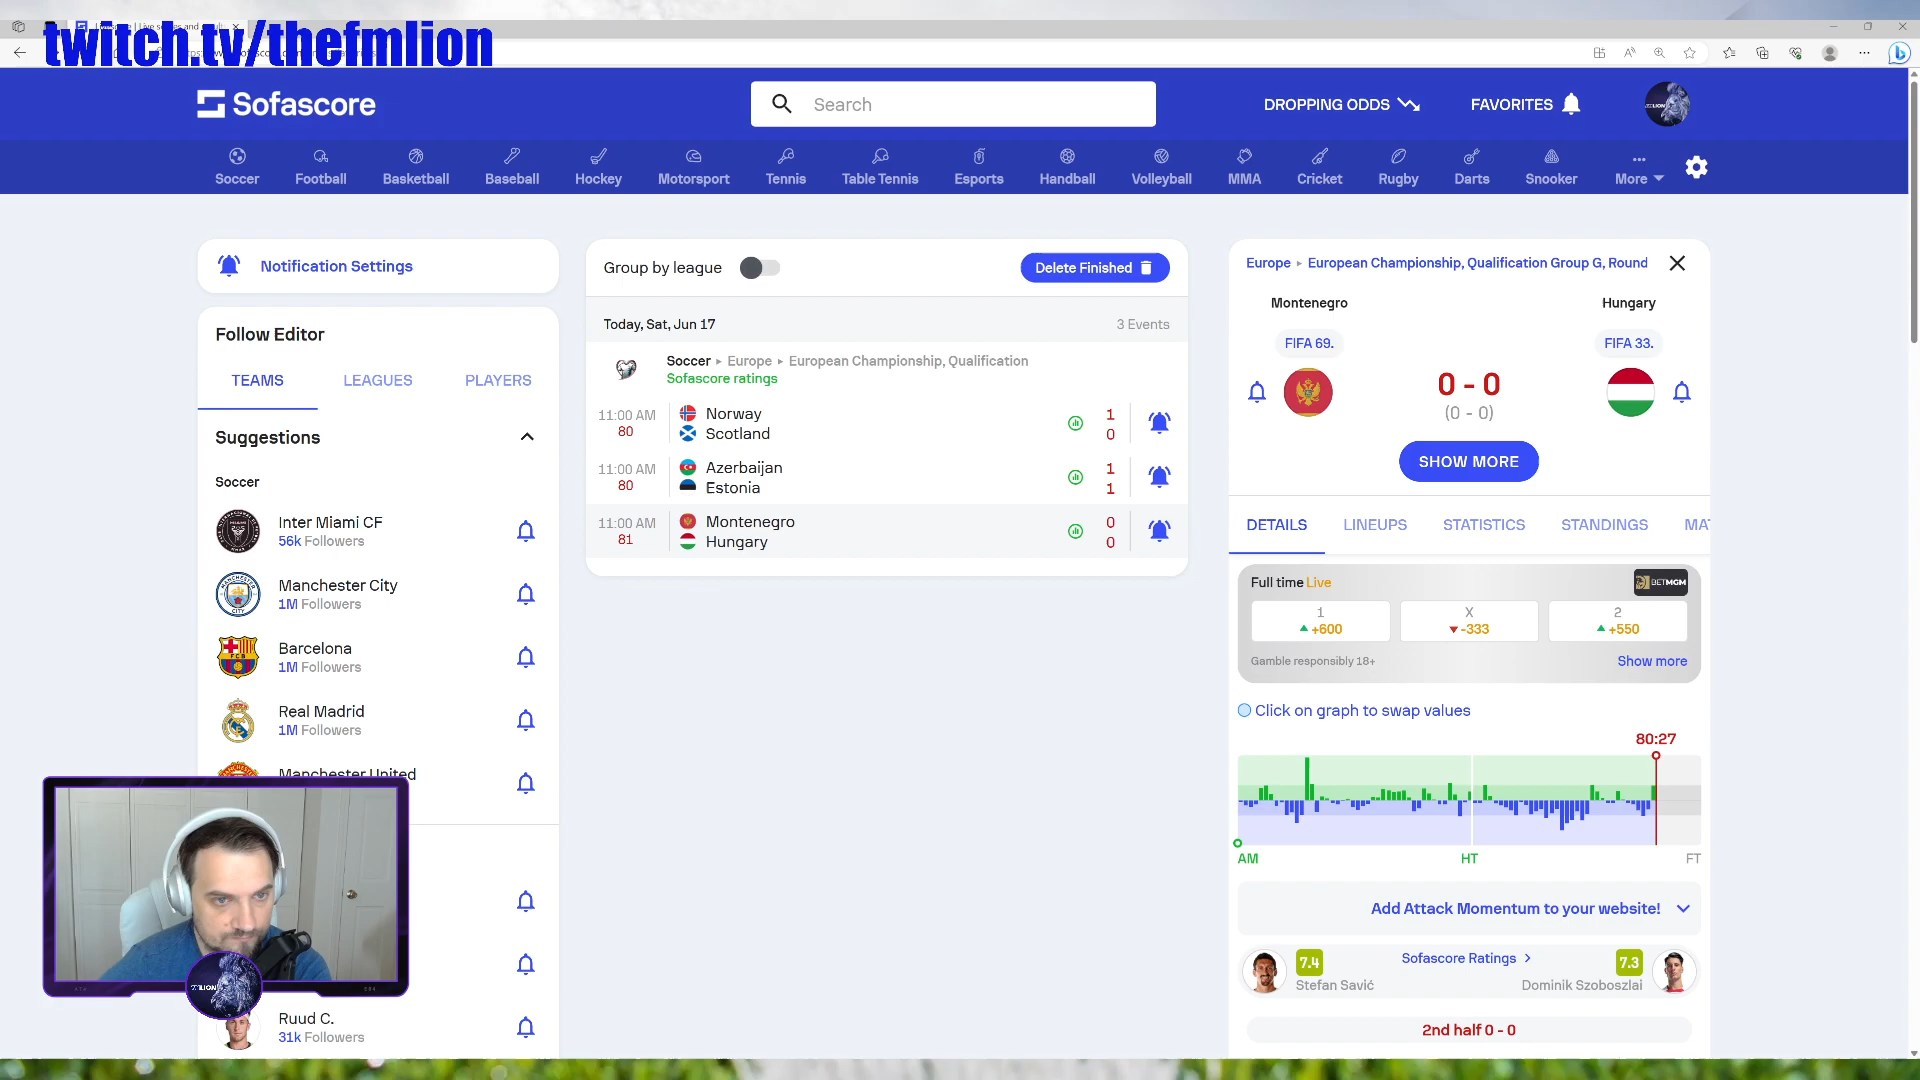 twitch.tv/thefmlion
Sofascore
Search
DROPPING ODDS
FAVORITES
Soccer
Football
Basketball
Baseball
Hockey
Motorsport
Tennis
Table Tennis
Esports
Handball
Volleyball
MMA
Cricket
Rugby
Darts
Snooker
More
Notification Settings
Follow Editor
TEAMS
LEAGUES
PLAYERS
Suggestions
Soccer
Inter Miami CF
56k Followers
Manchester City
1M Followers
Barcelona
1M Followers
Real Madrid
1M Followers
Manchester United
Ruud C.
31k Followers
Group by league
Delete Finished
Today, Sat, Jun 17
3 Events
Soccer ▸ Europe ▸ European Championship, Qualification
Sofascore ratings
11:00 AM Norway 1
80 Scotland 0
11:00 AM Azerbaijan 1
80 Estonia 1
11:00 AM Montenegro 0
81 Hungary 0
Europe ▸ European Championship, Qualification Group G, Round
Montenegro
Hungary
FIFA 69.
FIFA 33.
0 - 0
(0 - 0)
SHOW MORE
DETAILS
LINEUPS
STATISTICS
STANDINGS
MAT
Full time Live
BETMGM
1 X 2
+600 -333 +550
Gamble responsibly 18+
Show more
Click on graph to swap values
80:27
AM HT FT
Add Attack Momentum to your website!
7.4
Sofascore Ratings
7.3
Stefan Savić
Dominik Szoboszlai
2nd half 0 - 0